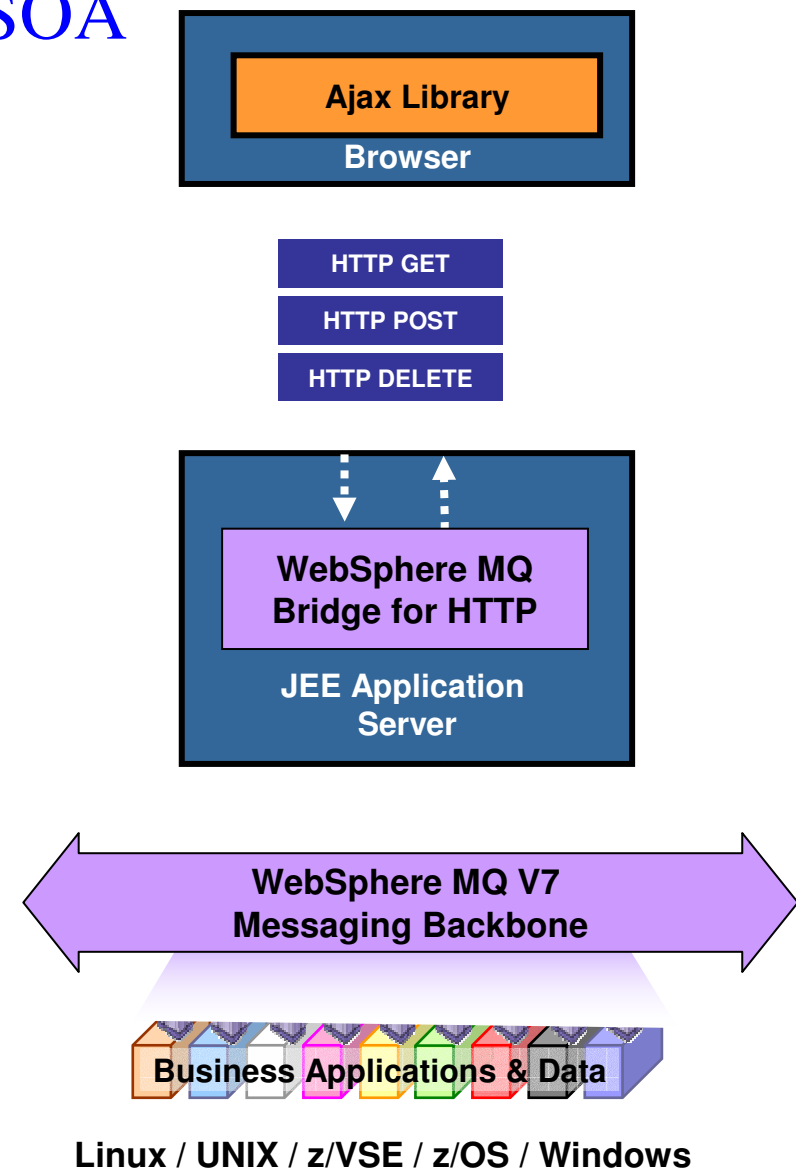 SOA
Ajax Library
Browser
HTTP GET
HTTP POST
HTTP DELETE
WebSphere MQ
Bridge for HTTP
JEE Application
Server
WebSphere MQ V7
Messaging Backbone
Business Applications & Data
Linux / UNIX / z/VSE / z/OS / Windows